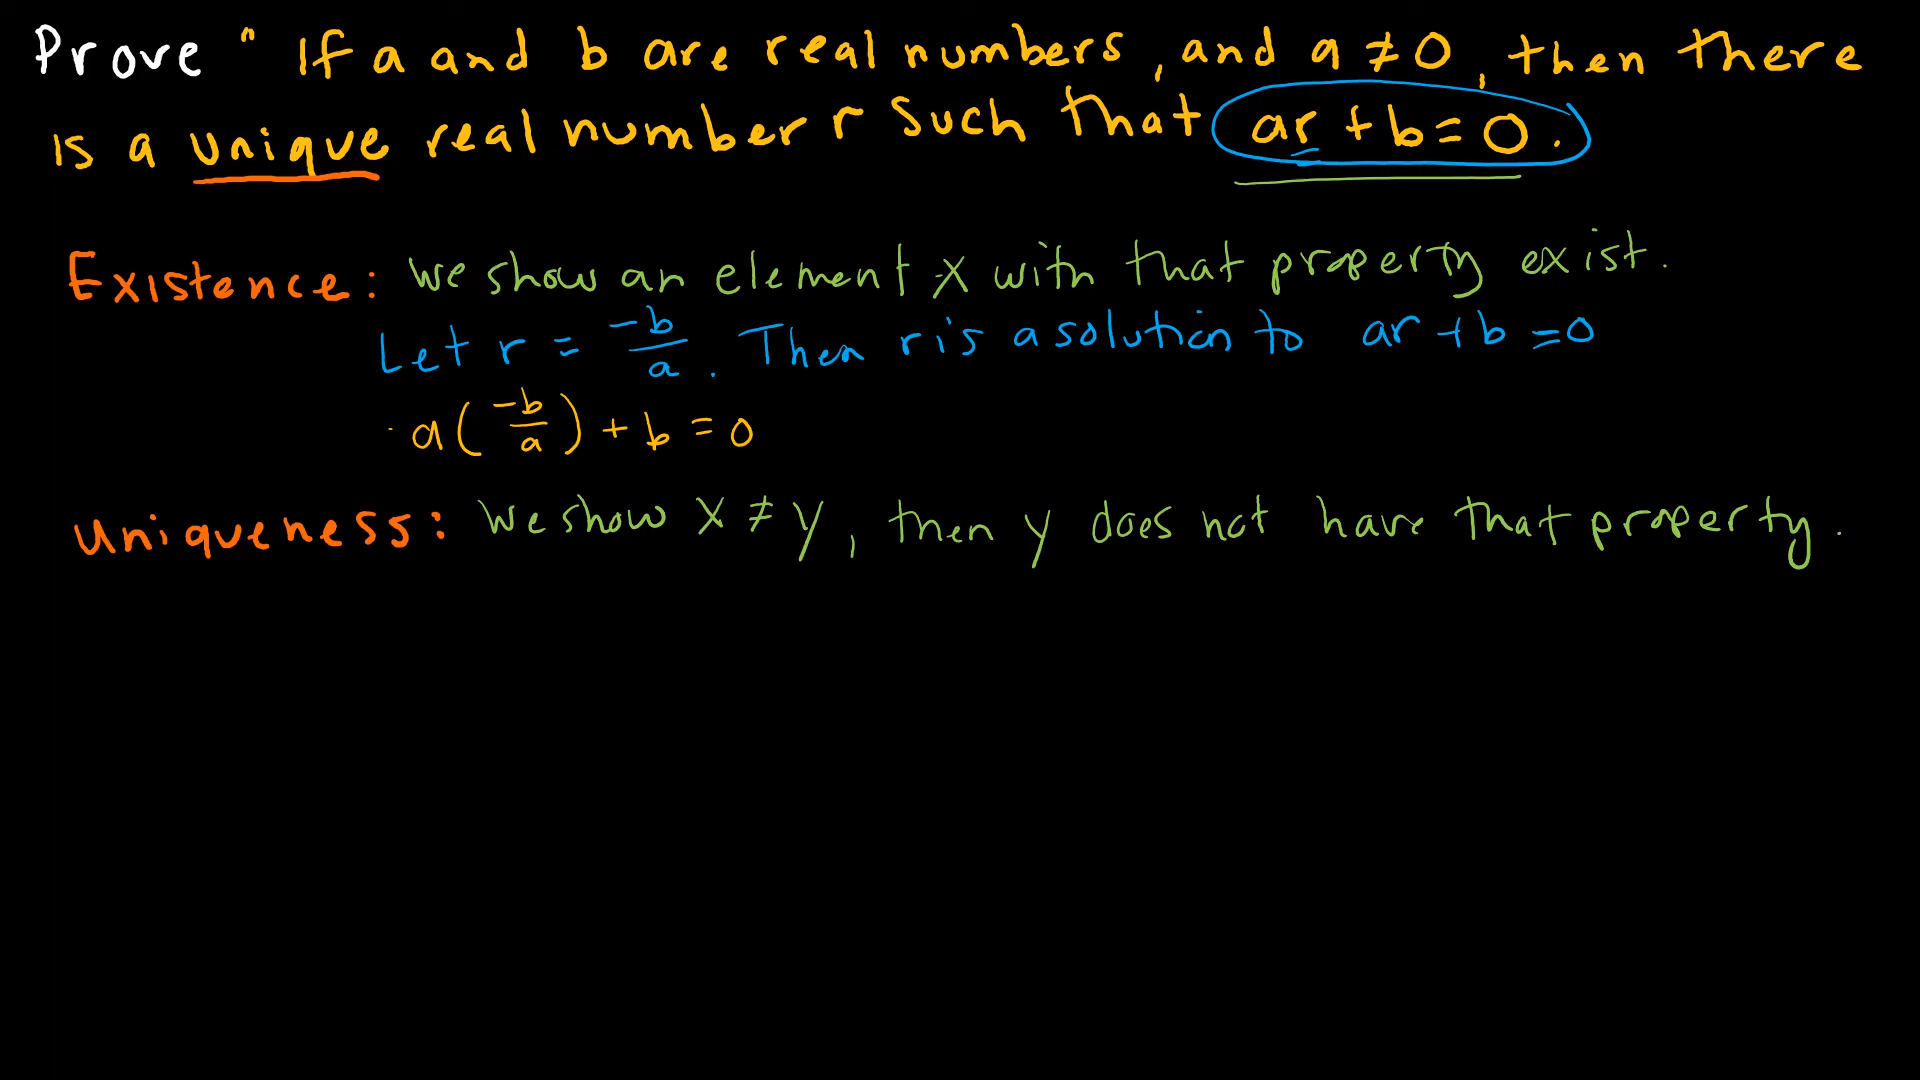 Prove " If a and b are real numbers, and a ≠ 0, then there
is a unique real number r such that ar + b = 0.
Existence: we show an element x with that property exist.
Let r = -b/a. Then r is a solution to ar + b = 0
a(-b/a) + b = 0
Uniqueness: we show x ≠ y, then y does not have that property.